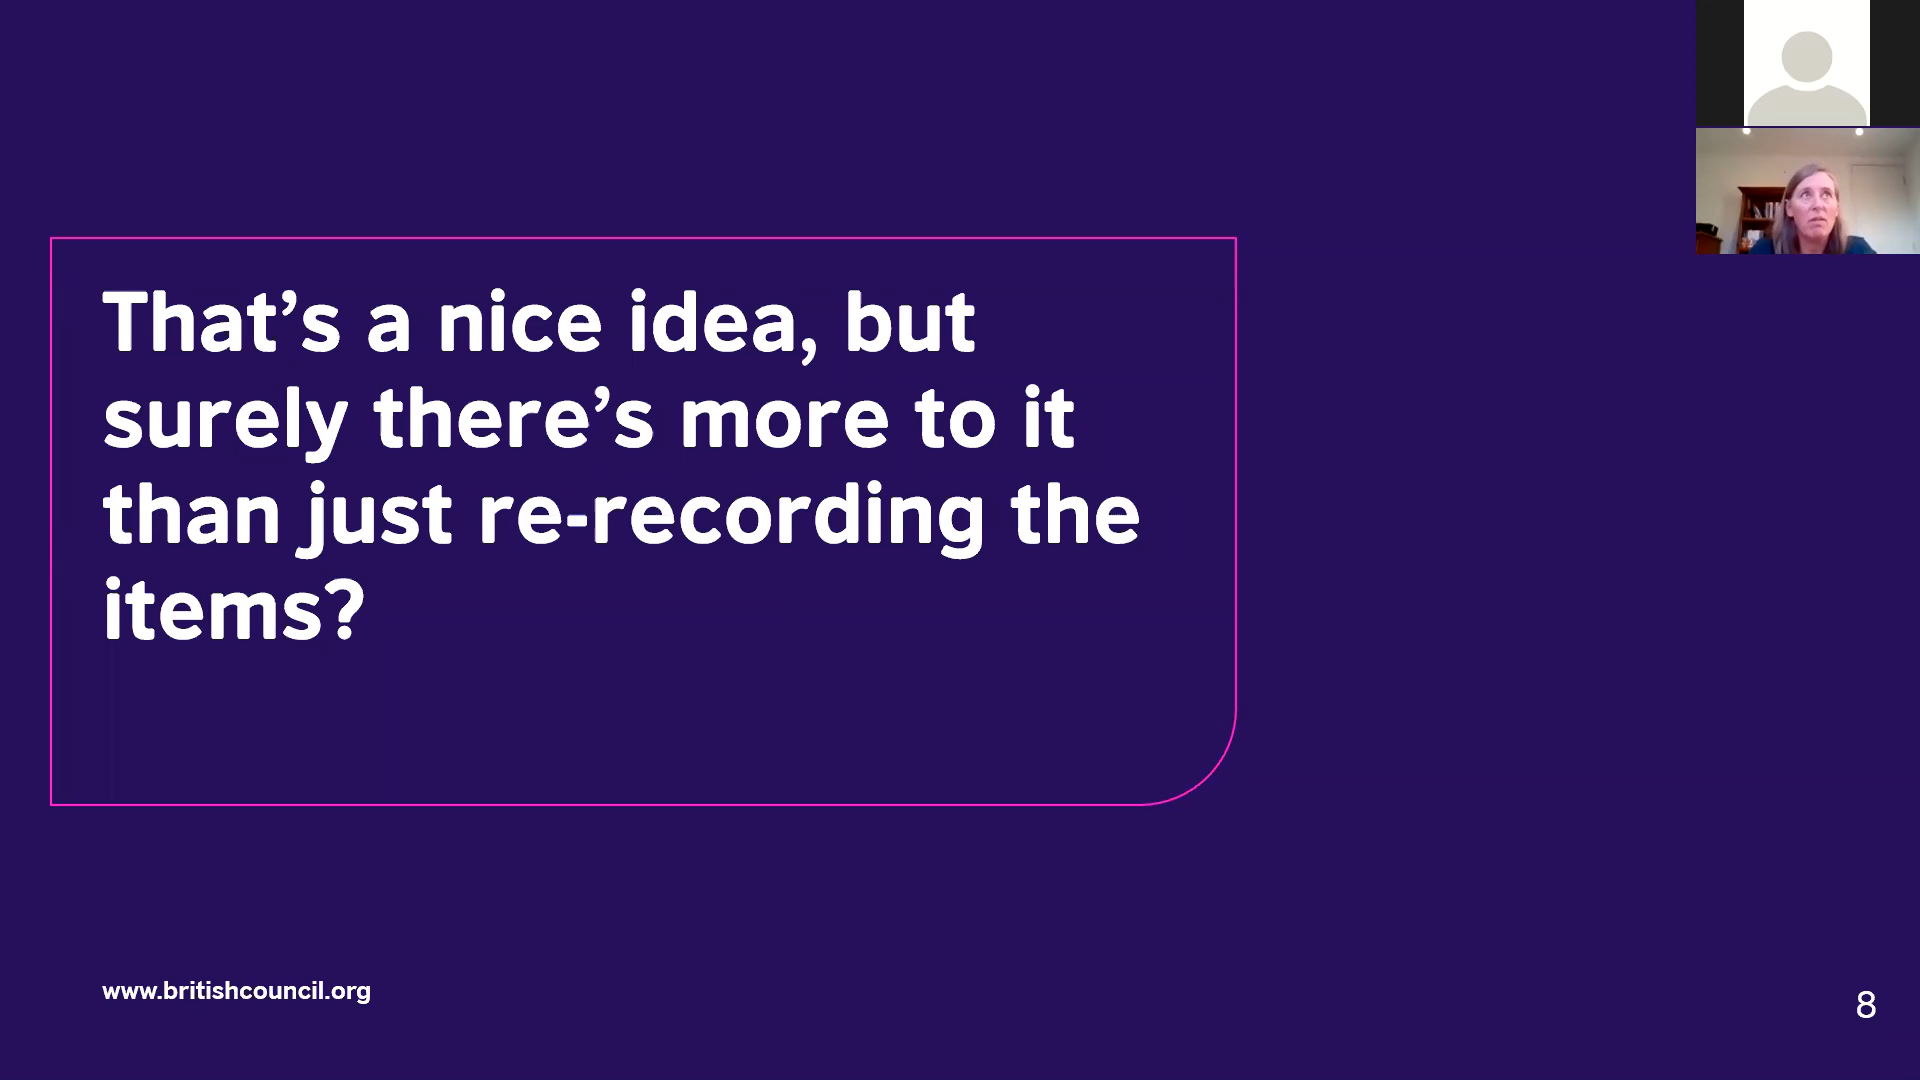 That’s a nice idea, but
surely there’s more to it
than just re-recording the
items?
www.britishcouncil.org
8